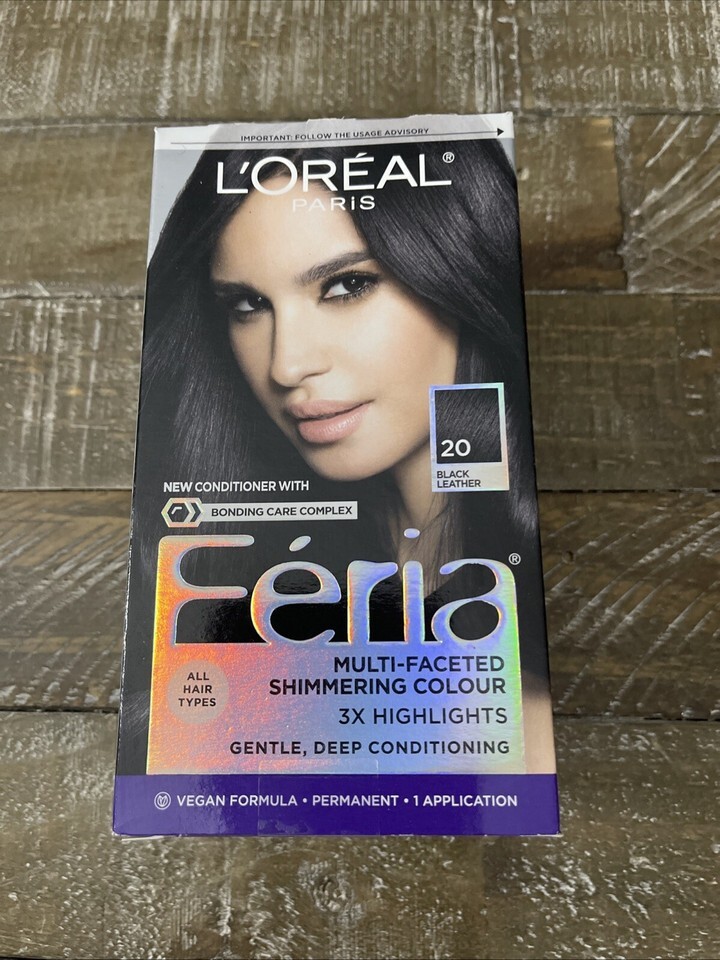 IMPORTANT: FOLLOW THE USAGE ADVISORY
L'ORÉAL®
PARiS
20
BLACK
LEATHER
NEW CONDITIONER WITH
BONDING CARE COMPLEX
Féria®
ALL
HAIR
TYPES
MULTI-FACETED
SHIMMERING COLOUR
3X HIGHLIGHTS
GENTLE, DEEP CONDITIONING
VEGAN FORMULA • PERMANENT • 1 APPLICATION